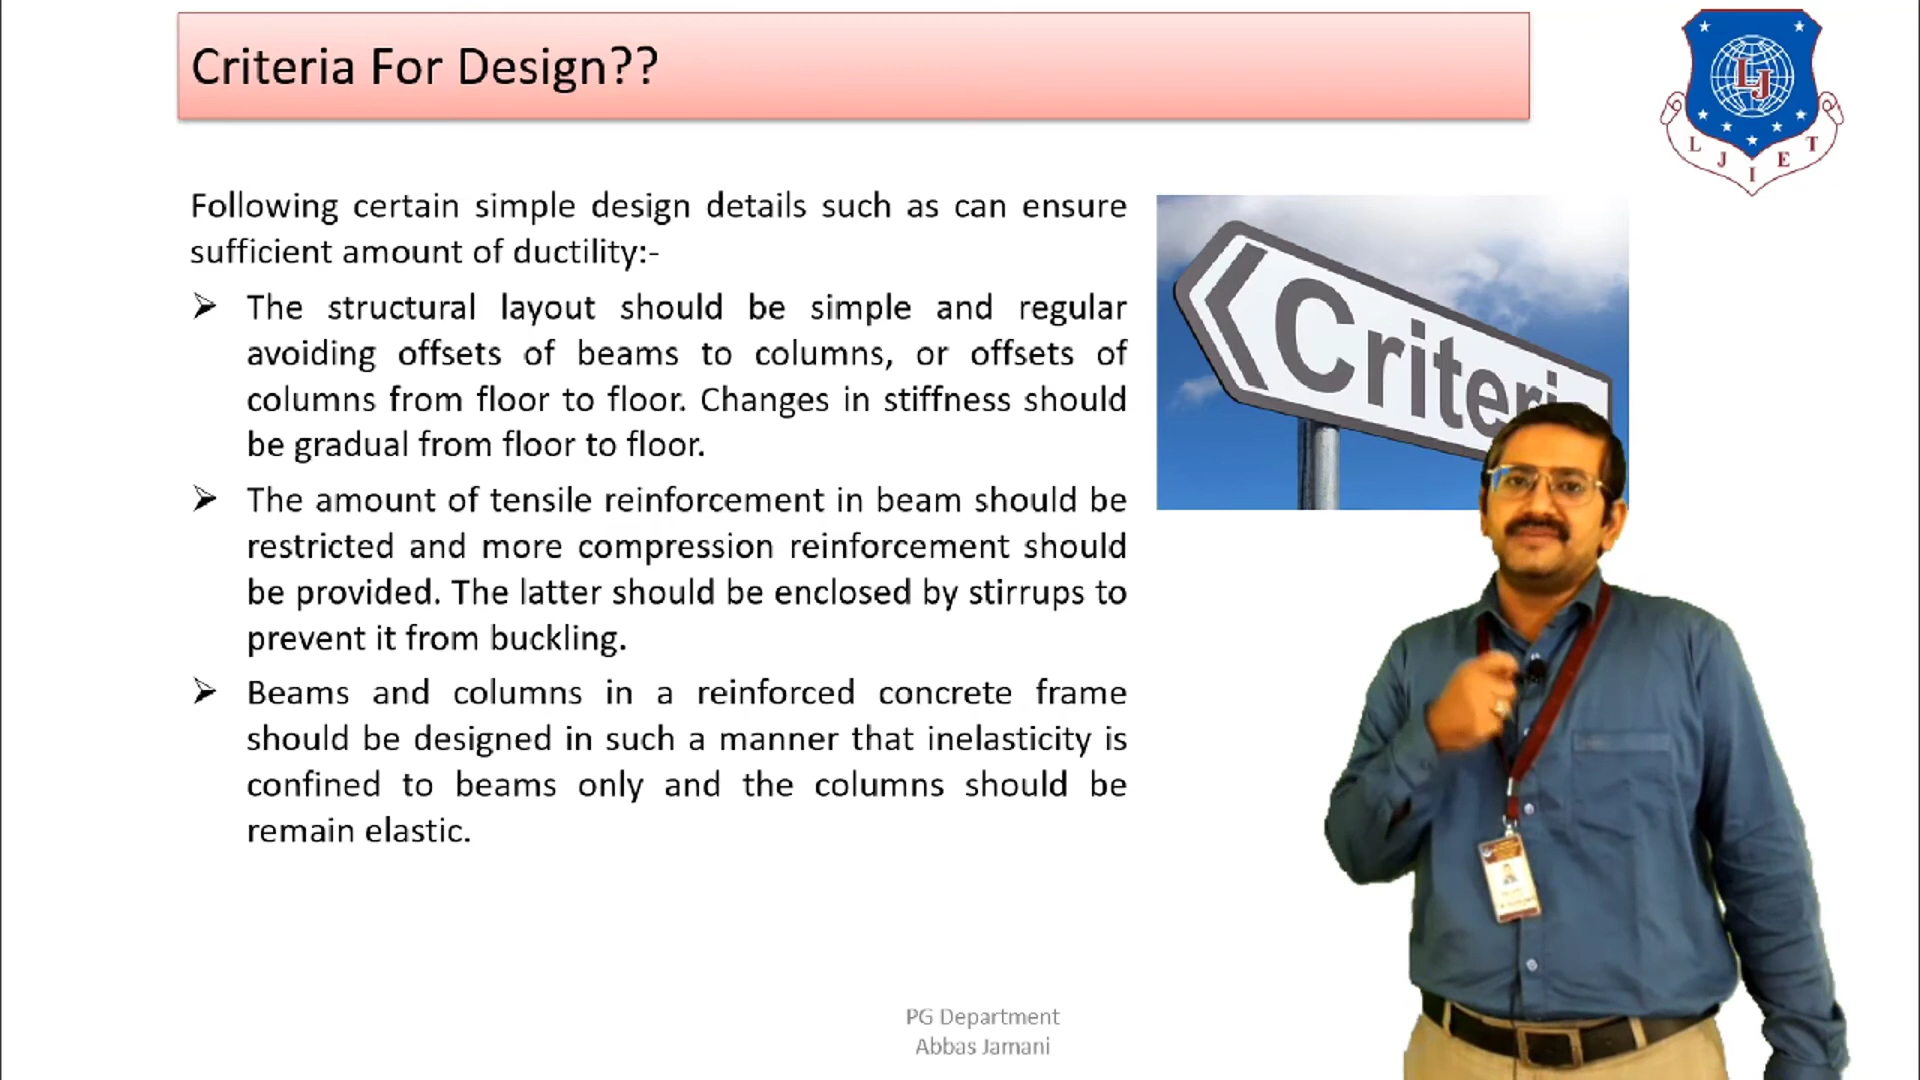 Criteria For Design??
Following certain simple design details such as can ensure
sufficient amount of ductility:-
➢ The structural layout should be simple and regular
avoiding offsets of beams to columns, or offsets of
columns from floor to floor. Changes in stiffness should
be gradual from floor to floor.
➢ The amount of tensile reinforcement in beam should be
restricted and more compression reinforcement should
be provided. The latter should be enclosed by stirrups to
prevent it from buckling.
➢ Beams and columns in a reinforced concrete frame
should be designed in such a manner that inelasticity is
confined to beams only and the columns should be
remain elastic.
LJ
L J I E T
Criteri
PG Department
Abbas Jamani